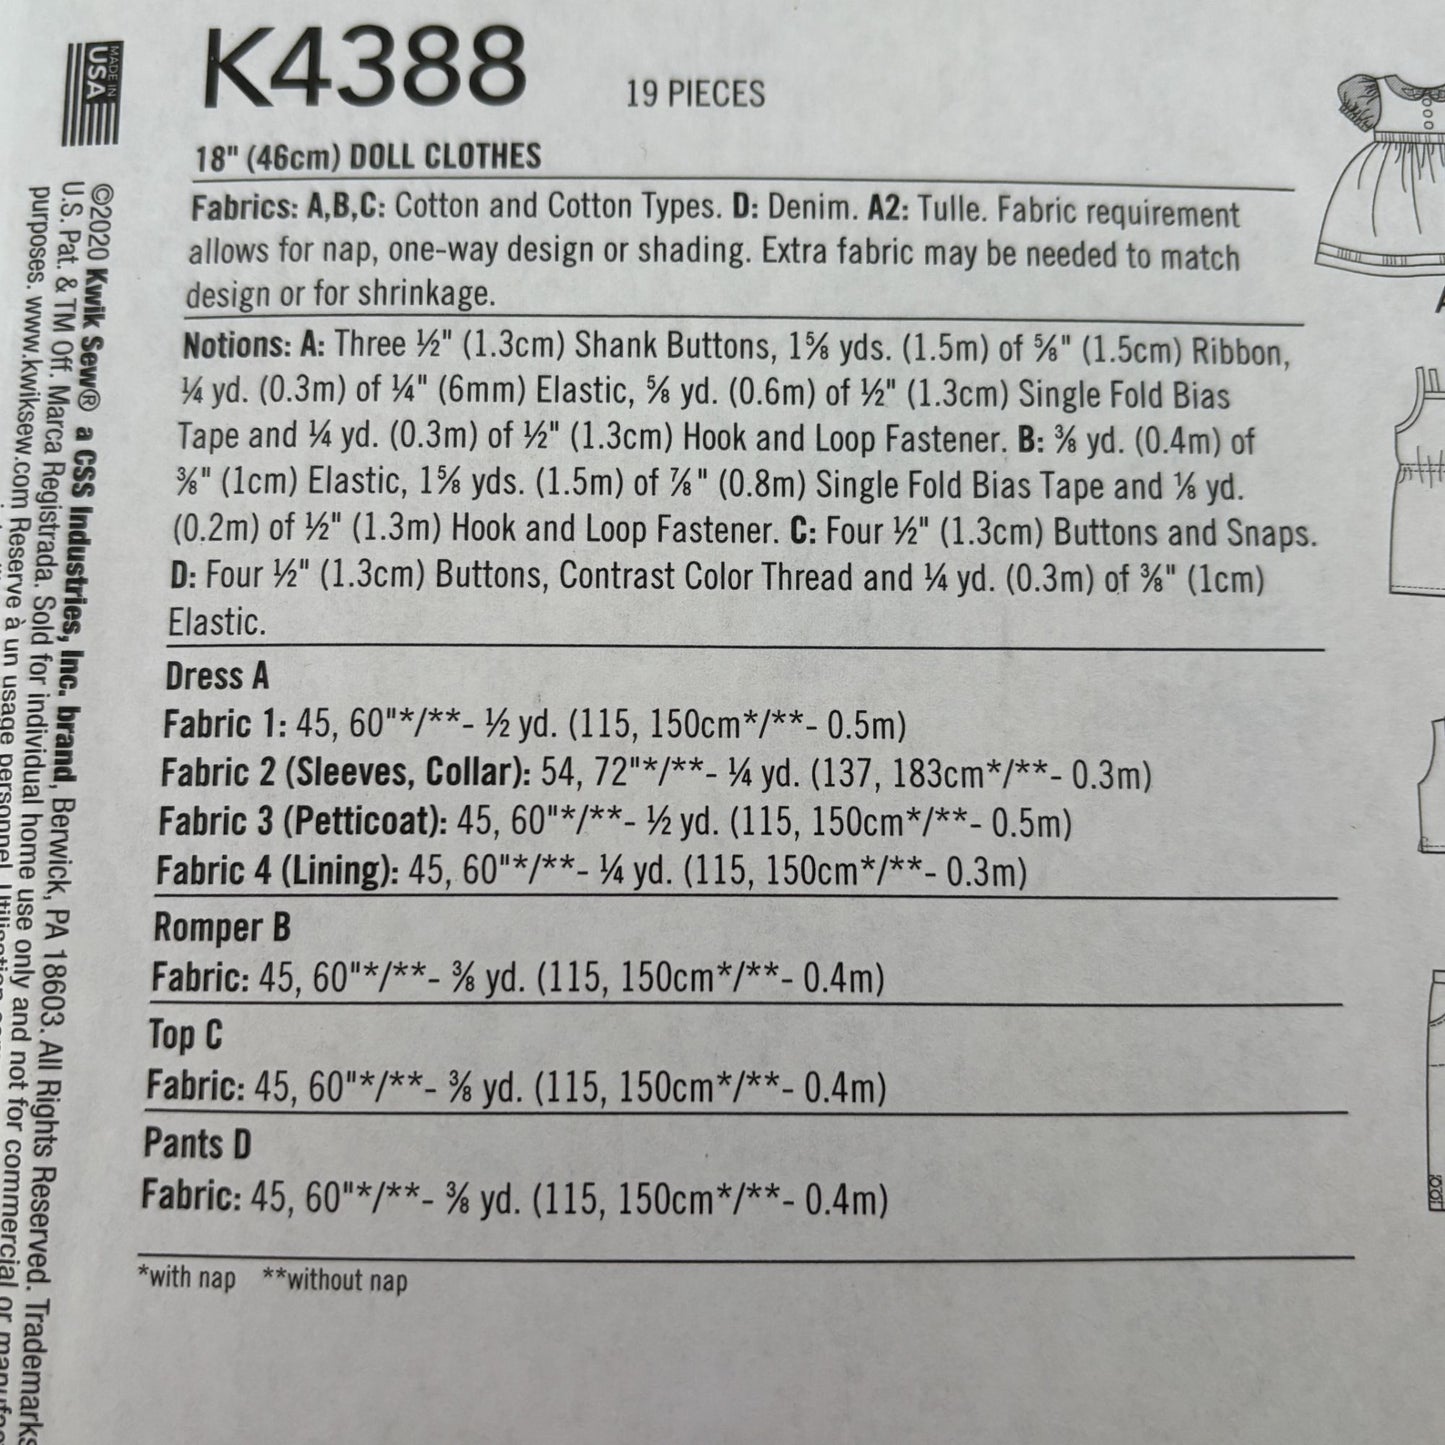 MADE IN
USA
K4388
19 PIECES
18" (46cm) DOLL CLOTHES
Fabrics: A,B,C: Cotton and Cotton Types. D: Denim. A2: Tulle. Fabric requirement
allows for nap, one-way design or shading. Extra fabric may be needed to match
design or for shrinkage.
Notions: A: Three ½" (1.3cm) Shank Buttons, 1⅝ yds. (1.5m) of ⅝" (1.5cm) Ribbon,
¼ yd. (0.3m) of ¼" (6mm) Elastic, ⅝ yd. (0.6m) of ½" (1.3cm) Single Fold Bias
Tape and ¼ yd. (0.3m) of ½" (1.3cm) Hook and Loop Fastener. B: ⅜ yd. (0.4m) of
⅜" (1cm) Elastic, 1⅝ yds. (1.5m) of ⅞" (0.8m) Single Fold Bias Tape and ⅛ yd.
(0.2m) of ½" (1.3m) Hook and Loop Fastener. C: Four ½" (1.3cm) Buttons and Snaps.
D: Four ½" (1.3cm) Buttons, Contrast Color Thread and ¼ yd. (0.3m) of ⅜" (1cm)
Elastic.
Dress A
Fabric 1: 45, 60"*/**- ½ yd. (115, 150cm*/**- 0.5m)
Fabric 2 (Sleeves, Collar): 54, 72"*/**- ¼ yd. (137, 183cm*/**- 0.3m)
Fabric 3 (Petticoat): 45, 60"*/**- ½ yd. (115, 150cm*/**- 0.5m)
Fabric 4 (Lining): 45, 60"*/**- ¼ yd. (115, 150cm*/**- 0.3m)
Romper B
Fabric: 45, 60"*/**- ⅜ yd. (115, 150cm*/**- 0.4m)
Top C
Fabric: 45, 60"*/**- ⅜ yd. (115, 150cm*/**- 0.4m)
Pants D
Fabric: 45, 60"*/**- ⅜ yd. (115, 150cm*/**- 0.4m)
*with nap **without nap
©2020 Kwik Sew® a CSS Industries, Inc. brand, Berwick, PA 18603. All Rights Reserved. Trademarks
U.S. Pat. & TM Off. Marca Registrada. Sold for individual home use only and not for commercial or
purposes. www.kwiksew.com Reserve à un usage personnel